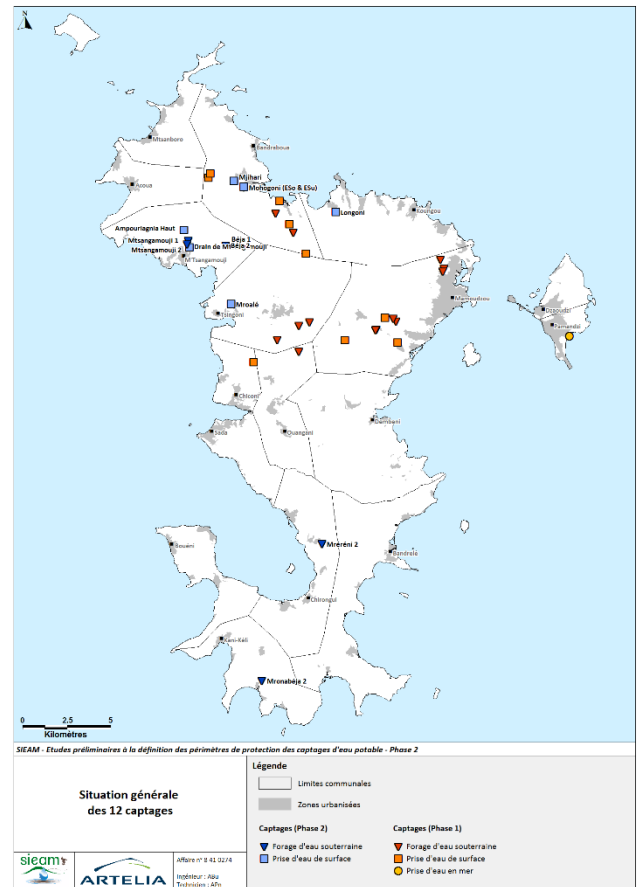 N
Mtsamboro
Bandraboua
Acoua
Mjihari
Monogoni (ESo & ESu)
Longoni
Koungou
Ampouriagnia Haut
Mtsangamouji 1
Béja 1
Mtsangamouji 2
M'Tsangamouji
Mamoudzou
Dzaoudzi
Pamandzi
Mroalé
Tsingoni
Chiconi
Sada
Ouangani
Dembeni
Mréréni 2
Bouéni
Bandrélé
Chirongui
Kani-Kéli
Mronabéja 2
0 2.5 5
Kilomètres
SIEAM - Etudes préliminaires à la définition des périmètres de protection des captages d'eau potable - Phase 2
Situation générale
des 12 captages
Légende
Limites communales
Zones urbanisées
Captages (Phase 2)
Captages (Phase 1)
Forage d'eau souterraine
Forage d'eau souterraine
Prise d'eau de surface
Prise d'eau de surface
Prise d'eau en mer
sieam
ARTELIA
Affaire n° 8 41 0274
Ingénieur : ABu
Technicien : APn